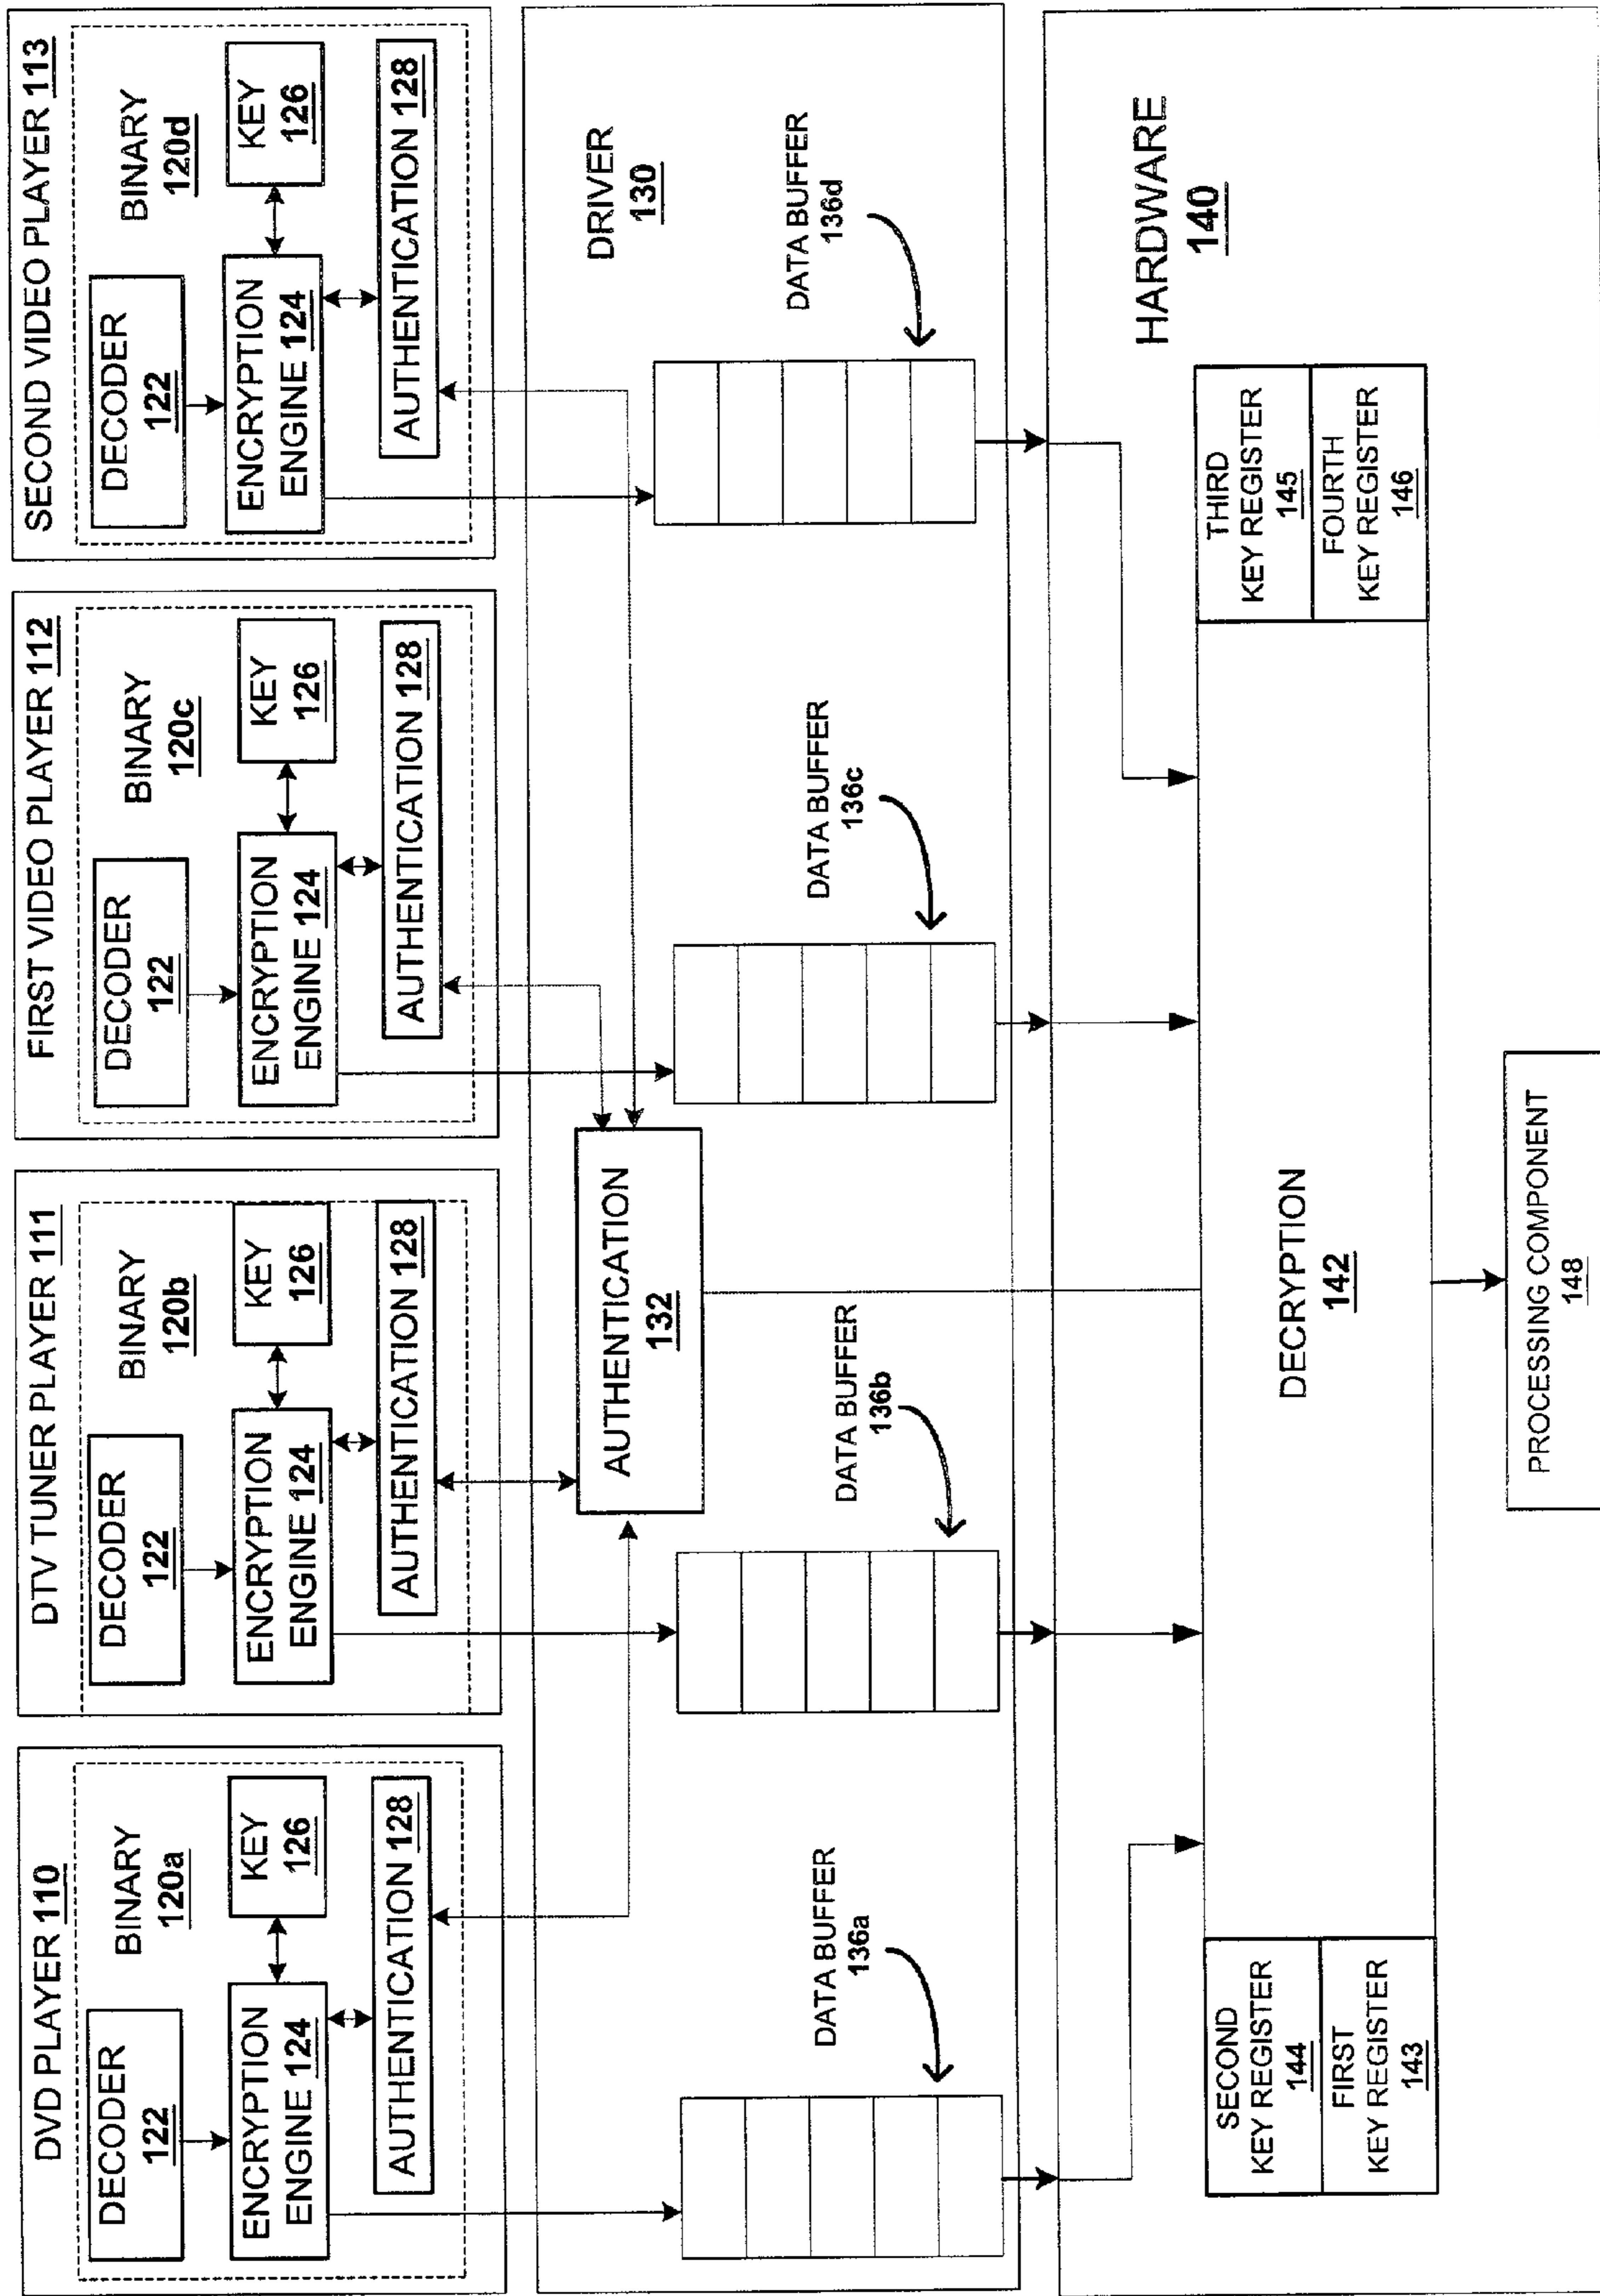 DVD PLAYER 110
BINARY
120a
DECODER
122
ENCRYPTION
ENGINE 124
KEY
126
AUTHENTICATION 128
DTV TUNER PLAYER 111
BINARY
120b
DECODER
122
ENCRYPTION
ENGINE 124
KEY
126
AUTHENTICATION 128
FIRST VIDEO PLAYER 112
BINARY
120c
DECODER
122
ENCRYPTION
ENGINE 124
KEY
126
AUTHENTICATION 128
SECOND VIDEO PLAYER 113
BINARY
120d
DECODER
122
ENCRYPTION
ENGINE 124
KEY
126
AUTHENTICATION 128
DRIVER
130
AUTHENTICATION
132
DATA BUFFER
136a
DATA BUFFER
136b
DATA BUFFER
136c
DATA BUFFER
136d
HARDWARE
140
SECOND
KEY REGISTER
144
FIRST
KEY REGISTER
143
DECRYPTION
142
THIRD
KEY REGISTER
145
FOURTH
KEY REGISTER
146
PROCESSING COMPONENT
148